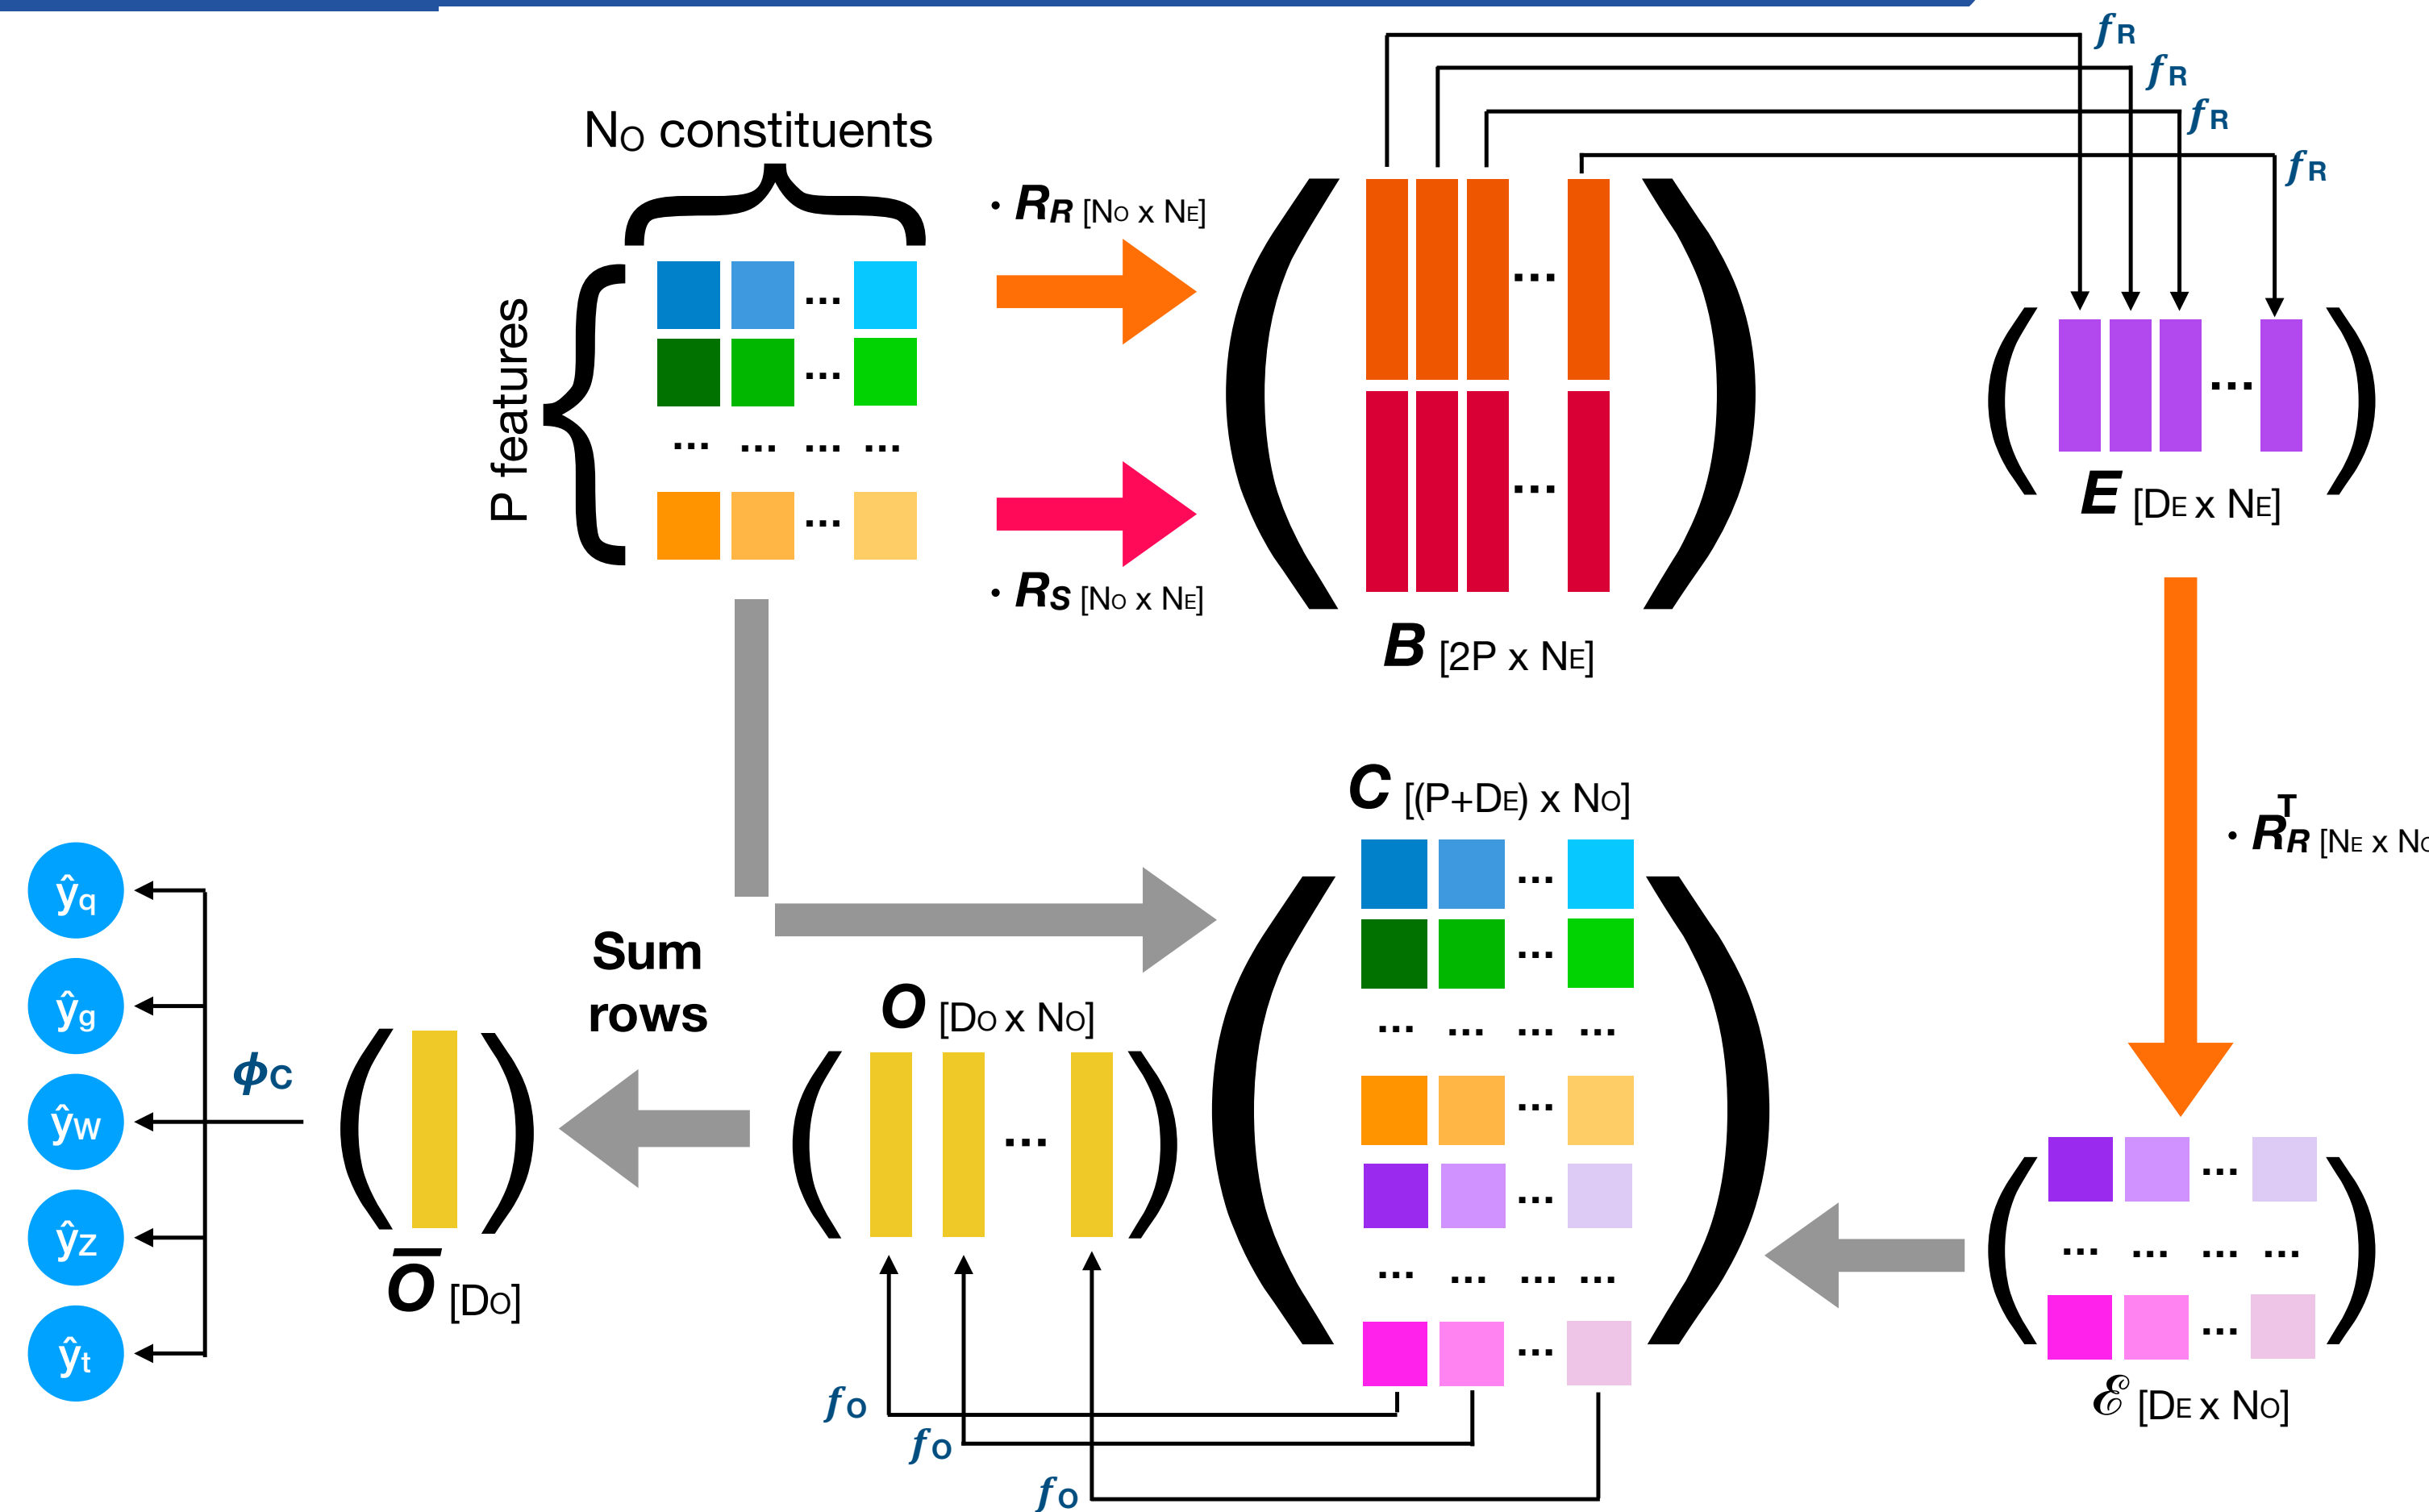 fR
fR
fR
fR
NO constituents
P features
• RR [NO x NE]
• RS [NO x NE]
...
...
... ... ... ...
...
...
...
B [2P x NE]
...
E [DE x NE]
• RTR [NE x NO
C [(P+DE) x NO]
...
...
... ... ... ...
...
...
... ... ... ...
...
Sum
rows
O [DO x NO]
...
Ō [DO]
ϕC
ŷq
ŷg
ŷW
ŷZ
ŷt
fO
fO
fO
...
... ... ... ...
...
ℰ [DE x NO]